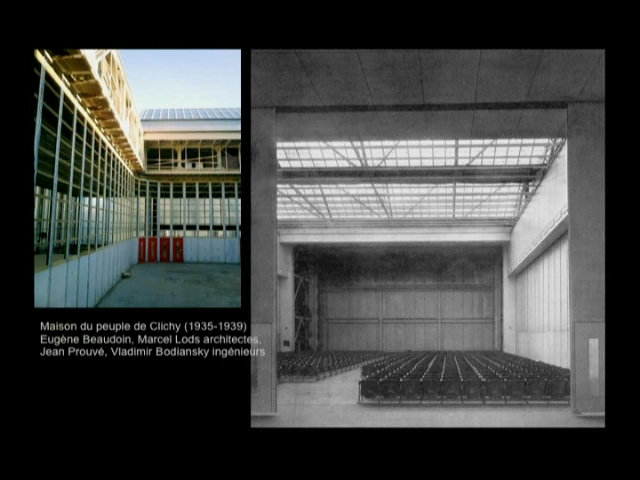 Maison du peuple de Clichy (1935-1939)
Eugène Beaudoin, Marcel Lods architectes,
Jean Prouvé, Vladimir Bodiansky ingénieurs